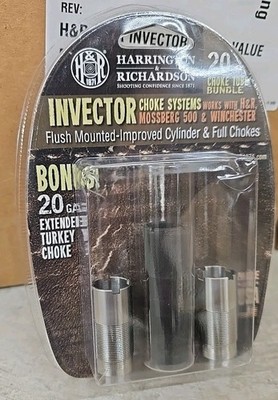 REV:
H&R
VALUE
INVECTOR
H&R
1871
HARRINGTON
&
RICHARDSON
SHOOTING CONFIDENCE SINCE 1871
20
CHOKE TUBE
BUNDLE
INVECTOR CHOKE SYSTEMS WORKS WITH H&R,
MOSSBERG 500 & WINCHESTER
Flush Mounted-Improved Cylinder & Full Chokes
BONUS
20 GA
EXTENDED
TURKEY
CHOKE